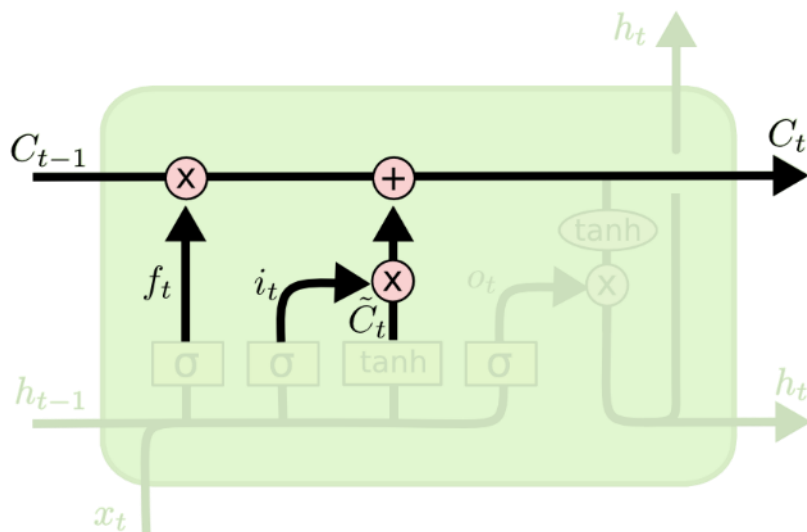 h_t
C_{t-1}
C_t
x
+
tanh
f_t
i_t
x
o_t
x
C̃_t
σ
σ
tanh
σ
h_{t-1}
h_t
x_t